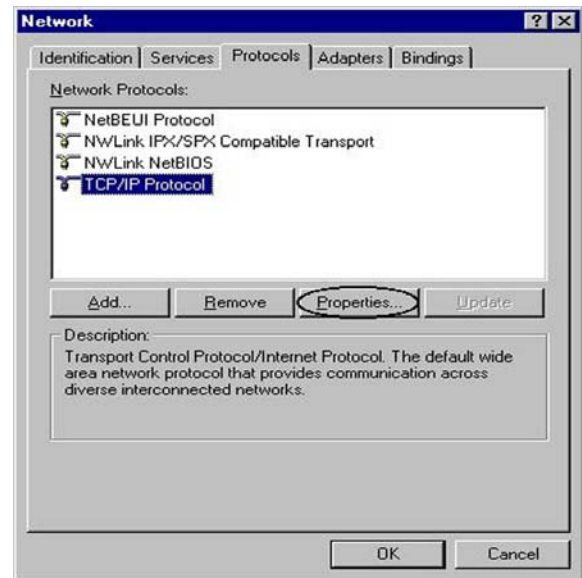 Network
Identification Services Protocols Adapters Bindings
Network Protocols:
NetBEUI Protocol
NWLink IPX/SPX Compatible Transport
NWLink NetBIOS
TCP/IP Protocol
Add... Remove Properties... Update
Description:
Transport Control Protocol/Internet Protocol. The default wide
area network protocol that provides communication across
diverse interconnected networks.
OK Cancel